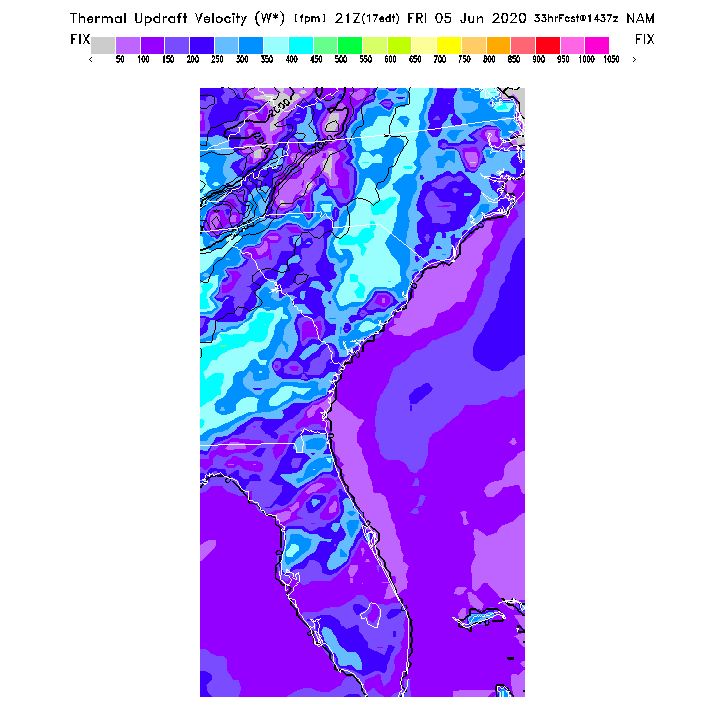 Thermal Updraft Velocity (W*) [fpm] 21Z(17edt) FRI 05 Jun 2020 33hrFcst@1437z NAM
FIX FIX
< 50 100 150 200 250 300 350 400 450 500 550 600 650 700 750 800 850 900 950 1000 1050 >
2000